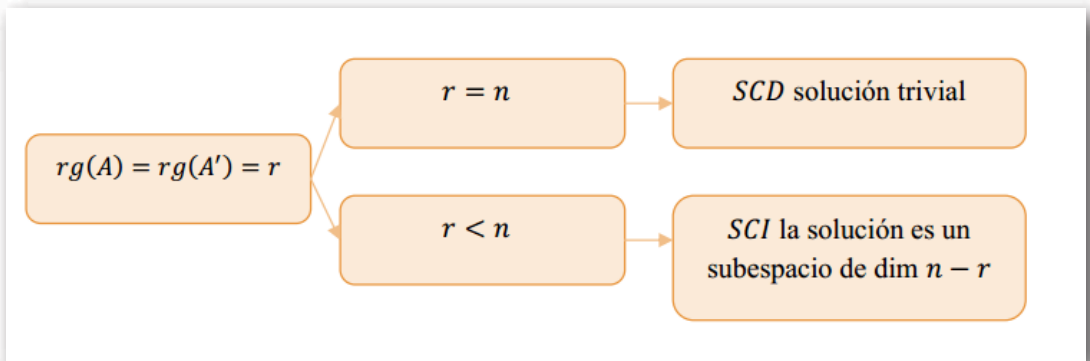 rg(A) = rg(A′) = r
r = n
SCD solución trivial
r < n
SCI la solución es un
subespacio de dim n − r